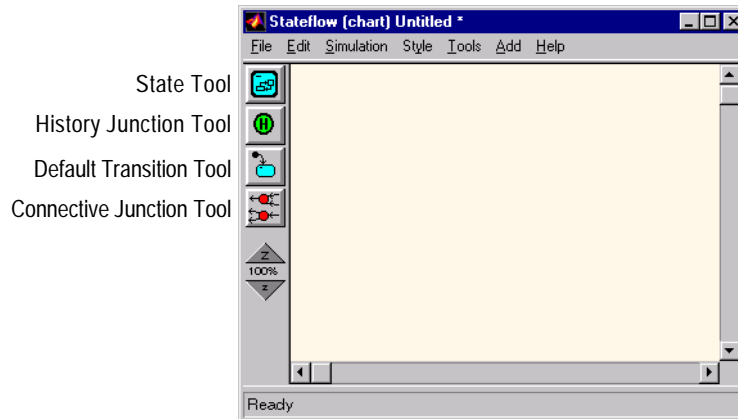 Stateflow (chart) Untitled *
File Edit Simulation Style Tools Add Help
State Tool
History Junction Tool
H
Default Transition Tool
Connective Junction Tool
Z
100%
z
Ready